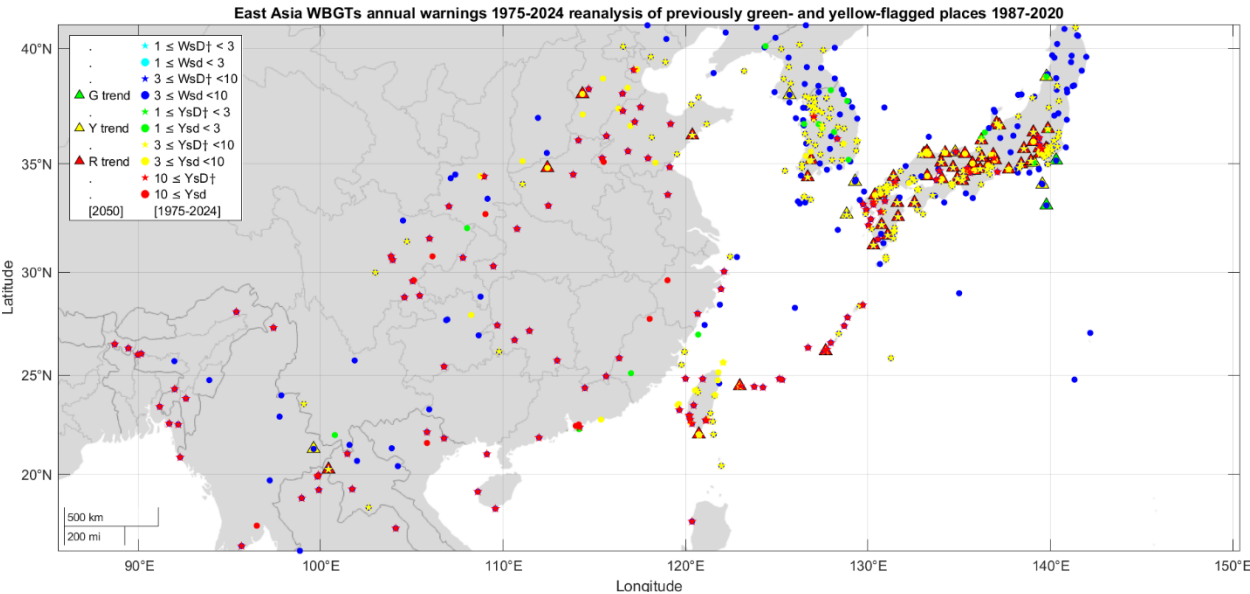 East Asia WBGTs annual warnings 1975-2024 reanalysis of previously green- and yellow-flagged places 1987-2020
. 1 ≤ WsD† < 3
. 1 ≤ Wsd < 3
. 3 ≤ WsD† <10
G trend 3 ≤ Wsd <10
. 1 ≤ YsD† < 3
. 1 ≤ Ysd < 3
Y trend 3 ≤ YsD† <10
. 3 ≤ Ysd <10
R trend 10 ≤ YsD†
. 10 ≤ Ysd
[2050] [1975-2024]
40°N
35°N
30°N
25°N
20°N
Latitude
500 km
200 mi
90°E 100°E 110°E 120°E 130°E 140°E 150°E
Longitude